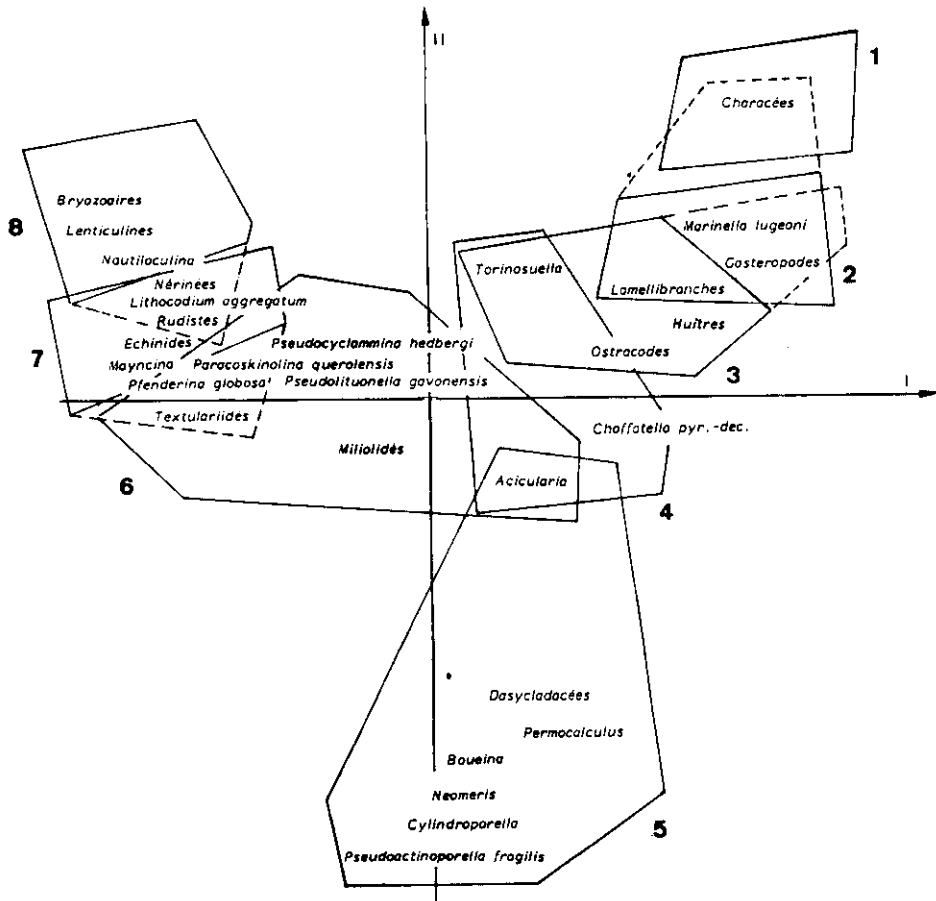 II
1
Characées
Bryozoaires
8
Lenticulines
Marinella lugeoni
Nautiloculina
Torinosuella
Gasteropodes
2
Nérinées
Lamellibranches
Lithocodium aggregatum
Rudistes
Huîtres
Echinides
Pseudocyclammina hedbergi
Ostracodes
7
Mayncina
Paracoskinolina querolensis
3
Pfenderina globosa
Pseudolituonella gavonensis
I
Textulariidés
Choffatella pyr.-dec.
Miliolidés
6
Acicularia
4
Dasycladacées
Permocalculus
Boueina
Neomeris
Cylindroporella
5
Pseudoactinoporella fragilis